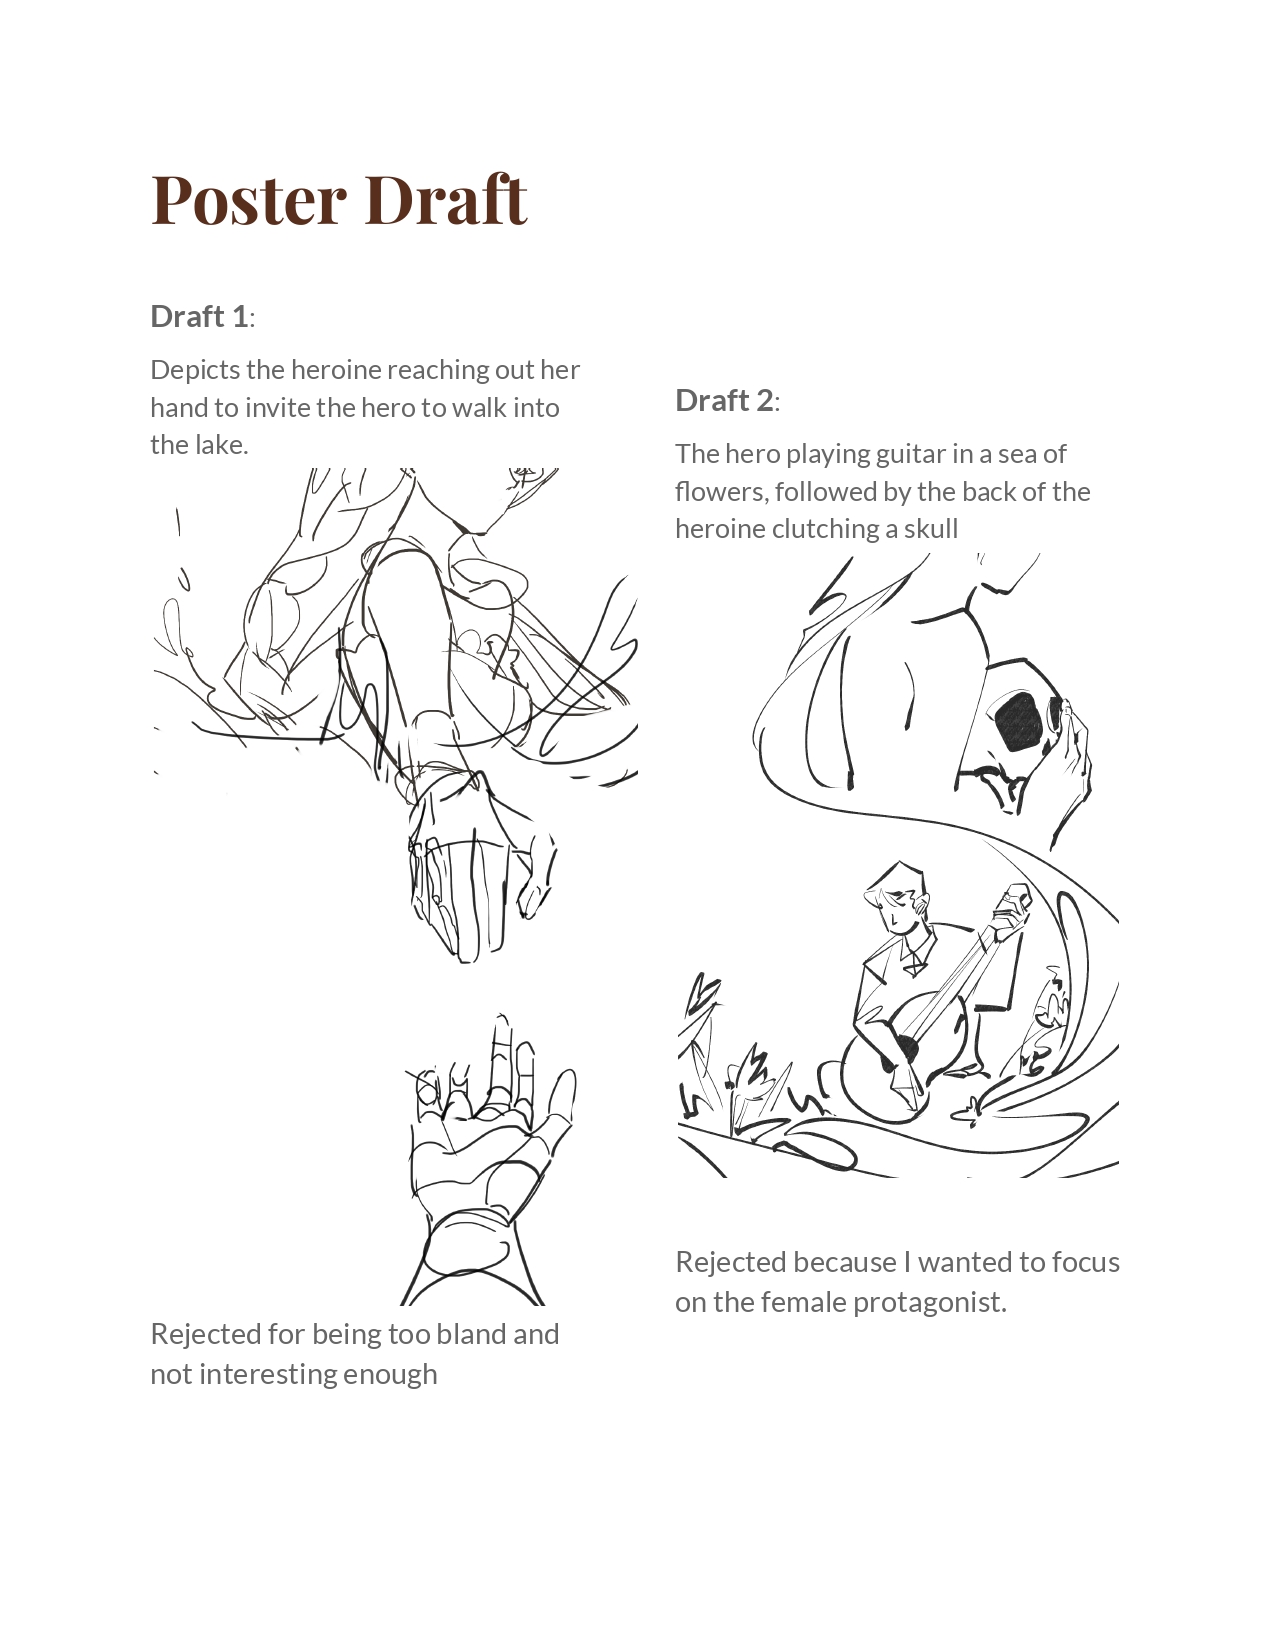 Poster Draft
Draft 1:
Depicts the heroine reaching out her
hand to invite the hero to walk into
the lake.
Rejected for being too bland and
not interesting enough
Draft 2:
The hero playing guitar in a sea of
flowers, followed by the back of the
heroine clutching a skull
Rejected because I wanted to focus
on the female protagonist.